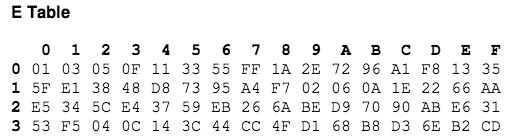 E Table
0 1 2 3 4 5 6 7 8 9 A B C D E F
0 01 03 05 0F 11 33 55 FF 1A 2E 72 96 A1 F8 13 35
1 5F E1 38 48 D8 73 95 A4 F7 02 06 0A 1E 22 66 AA
2 E5 34 5C E4 37 59 EB 26 6A BE D9 70 90 AB E6 31
3 53 F5 04 0C 14 3C 44 CC 4F D1 68 B8 D3 6E B2 CD